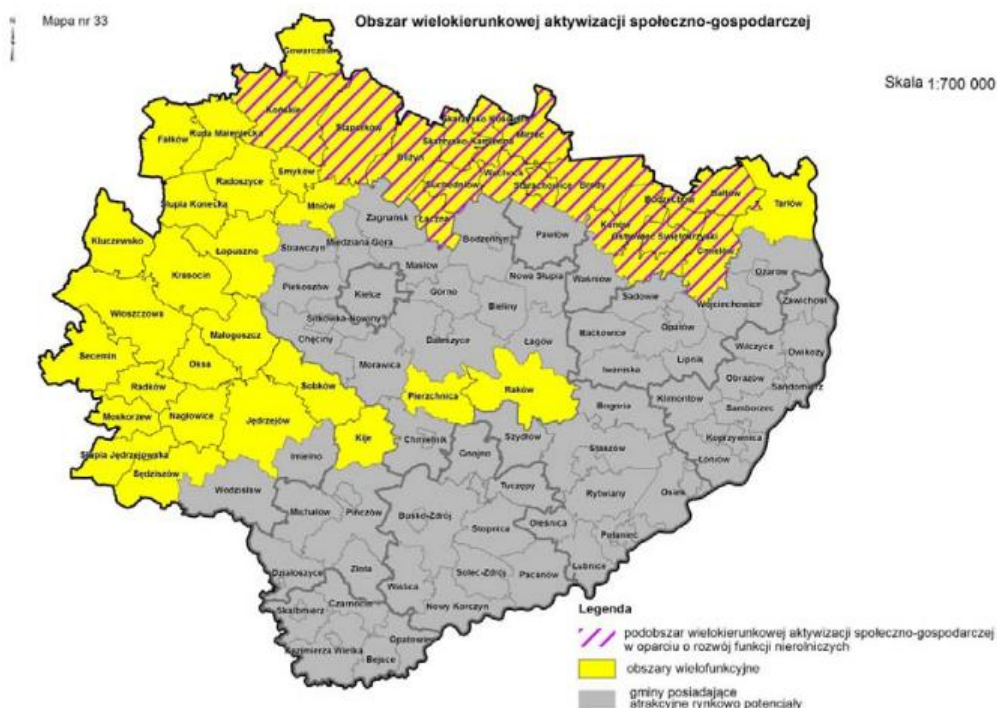 Mapa nr 33
Obszar wielokierunkowej aktywizacji społeczno-gospodarczej
Skala 1:700 000
Gowarczów
Końskie
Stąporków
Fałków
Ruda Maleniecka
Skarżysko-Kamienna
Mirzec
Bliżyn
Wąchock
Radoszyce
Smyków
Suchedniów
Starachowice
Brody
Bodzechów
Bałtów
Tarłów
Słupia Konecka
Mniów
Łączna
Kunów
Ostrowiec Świętokrzyski
Ćmielów
Zagnańsk
Kluczewsko
Łopuszno
Strawczyn
Miedziana Góra
Bodzentyn
Pawłów
Krasocin
Masłów
Nowa Słupia
Waśniów
Ożarów
Piekoszów
Kielce
Górno
Bieliny
Sadowie
Wojciechowice
Zawichost
Włoszczowa
Sitkówka-Nowiny
Baćkowice
Opatów
Małogoszcz
Chęciny
Daleszyce
Łagów
Wilczyce
Dwikozy
Secemin
Oksa
Morawica
Iwaniska
Lipnik
Obrazów
Sandomierz
Radków
Sobków
Pierzchnica
Raków
Klimontów
Samborzec
Moskorzew
Nagłowice
Jędrzejów
Kije
Chmielnik
Szydłów
Bogoria
Koprzywnica
Słupia Jędrzejowska
Imielno
Gnojno
Staszów
Łoniów
Sędziszów
Wodzisław
Tuczępy
Rytwiany
Osiek
Michałów
Pińczów
Busko-Zdrój
Stopnica
Oleśnica
Połaniec
Działoszyce
Złota
Wiślica
Solec-Zdrój
Pacanów
Łubnice
Skalbmierz
Czarnocin
Nowy Korczyn
Opatowiec
Kazimierza Wielka
Bejsce
Legenda
podobszar wielokierunkowej aktywizacji społeczno-gospodarczej
w oparciu o rozwój funkcji nierolniczych
obszary wielofunkcyjne
gminy posiadające
atrakcyjne rynkowo potencjały